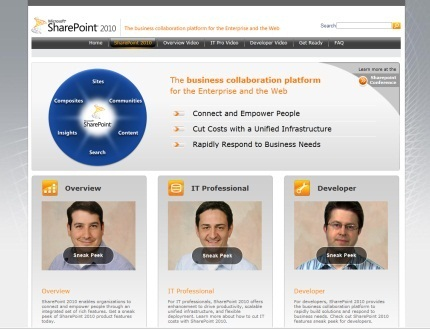 Microsoft
SharePoint 2010
The business collaboration platform for the Enterprise and the Web
Search
Home | SharePoint 2010 | Overview Video | IT Pro Video | Developer Video | Get Ready | FAQ
Learn more at the
Sharepoint
Conference
Sites
Composites
Communities
SharePoint
Insights
Content
Search
The business collaboration platform
for the Enterprise and the Web
Connect and Empower People
Cut Costs with a Unified Infrastructure
Rapidly Respond to Business Needs
Overview
Sneak Peek
Overview
SharePoint 2010 enables organizations to
connect and empower people through an
integrated set of rich features. Get a sneak
peek of SharePoint 2010 product features
today.
IT Professional
Sneak Peek
IT Professional
For IT professionals, SharePoint 2010 offers
enhancements to drive productivity, scalable
unified infrastructure, and flexible
deployment. Learn more about how to cut IT
costs with SharePoint 2010.
Developer
Sneak Peek
Developer
For developers, SharePoint 2010 provides
the business collaboration platform to
rapidly build solutions and respond to
business needs. Check out SharePoint 2010
features sneak peek for developers.